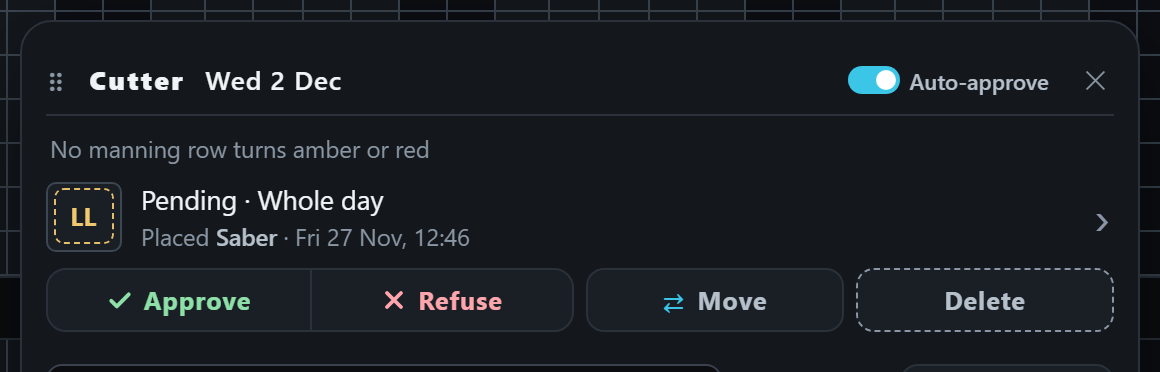 Cutter Wed 2 Dec Auto-approve
No manning row turns amber or red
LL Pending · Whole day
Placed Saber · Fri 27 Nov, 12:46
Approve Refuse Move Delete